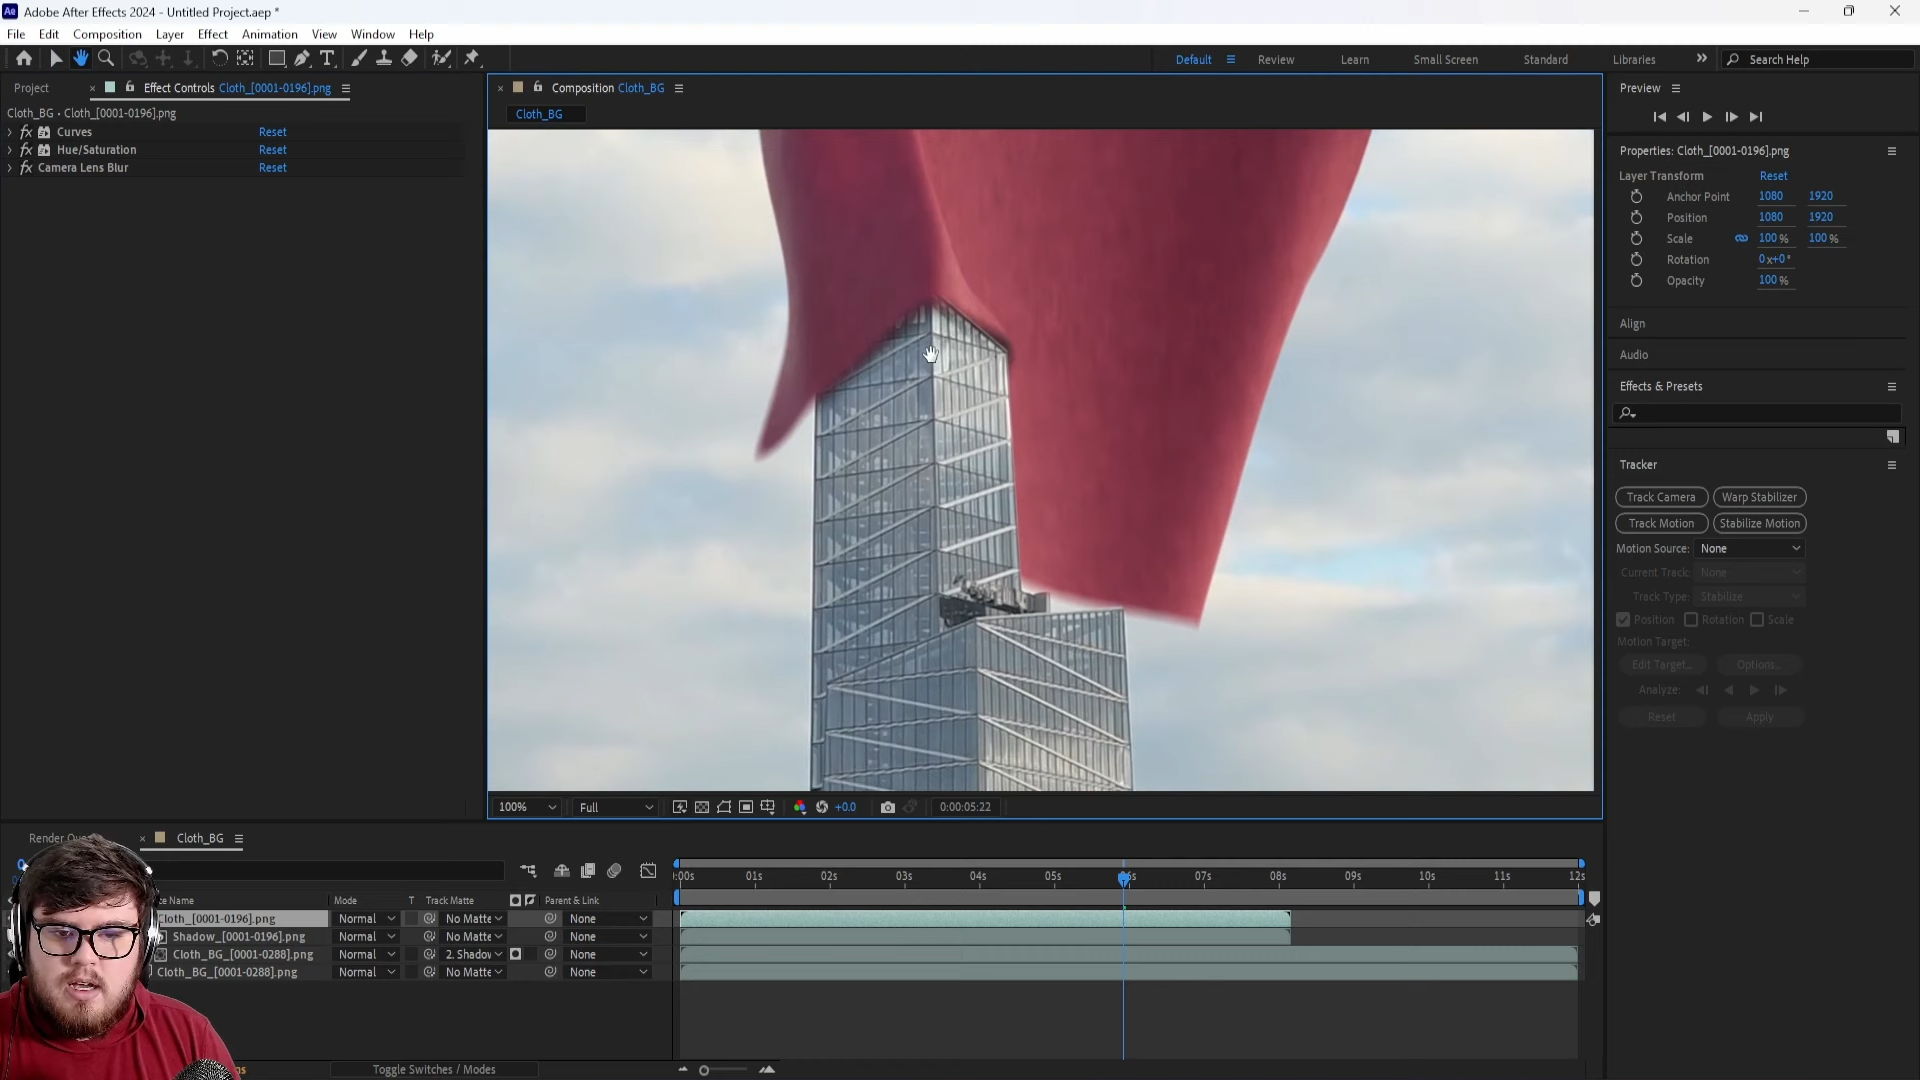 Ae Adobe After Effects 2024 - Untitled Project.aep *
File Edit Composition Layer Effect Animation View Window Help
Default Review Learn Small Screen Standard Libraries Search Help
Project Effect Controls Cloth_[0001-0196].png
Cloth_BG • Cloth_[0001-0196].png
fx Curves Reset
fx Hue/Saturation Reset
fx Camera Lens Blur Reset
Composition Cloth_BG
Cloth_BG
100% Full +0.0 0:00:05:22
Preview
Properties: Cloth_[0001-0196].png
Layer Transform Reset
Anchor Point 1080 1920
Position 1080 1920
Scale 100 % 100 %
Rotation 0x+0°
Opacity 100 %
Align
Audio
Effects & Presets
Tracker
Track Camera Warp Stabilizer
Track Motion Stabilize Motion
Motion Source: None
Current Track: None
Track Type: Stabilize
Position Rotation Scale
Motion Target:
Edit Target... Options...
Analyze:
Reset Apply
Cloth_BG
:00s 01s 02s 03s 04s 05s 07s 08s 09s 10s 11s 12s
Name Mode T Track Matte Parent & Link
Cloth_[0001-0196].png Normal No Matte None
Shadow_[0001-0196].png Normal No Matte None
Cloth_BG_[0001-0288].png Normal 2. Shadov None
Cloth_BG_[0001-0288].png Normal No Matte None
Toggle Switches / Modes